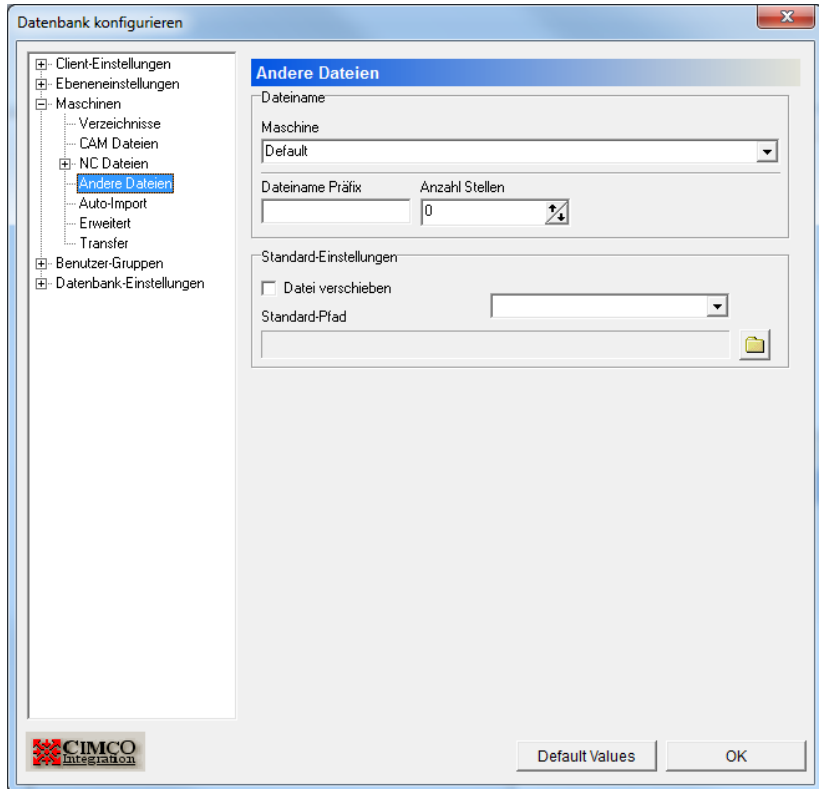 Datenbank konfigurieren
Client-Einstellungen
Ebeneneinstellungen
Maschinen
Verzeichnisse
CAM Dateien
NC Dateien
Andere Dateien
Auto-Import
Erweitert
Transfer
Benutzer-Gruppen
Datenbank-Einstellungen
Andere Dateien
Dateiname
Maschine
Default
Dateiname Präfix Anzahl Stellen
0
Standard-Einstellungen
Datei verschieben
Standard-Pfad
CIMCO
Integration
Default Values OK